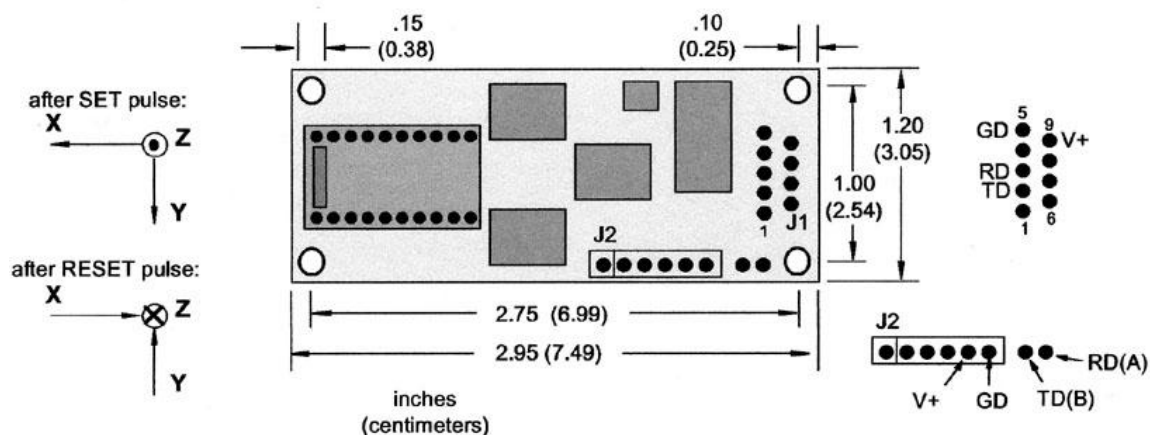 .15
(0.38)
.10
(0.25)
after SET pulse:
X
Z
Y
after RESET pulse:
X
Z
Y
1.20
(3.05)
1.00
(2.54)
J2
1
J1
2.75 (6.99)
2.95 (7.49)
inches
(centimeters)
5
GD
9
V+
RD
TD
1
6
J2
V+
GD
TD(B)
RD(A)